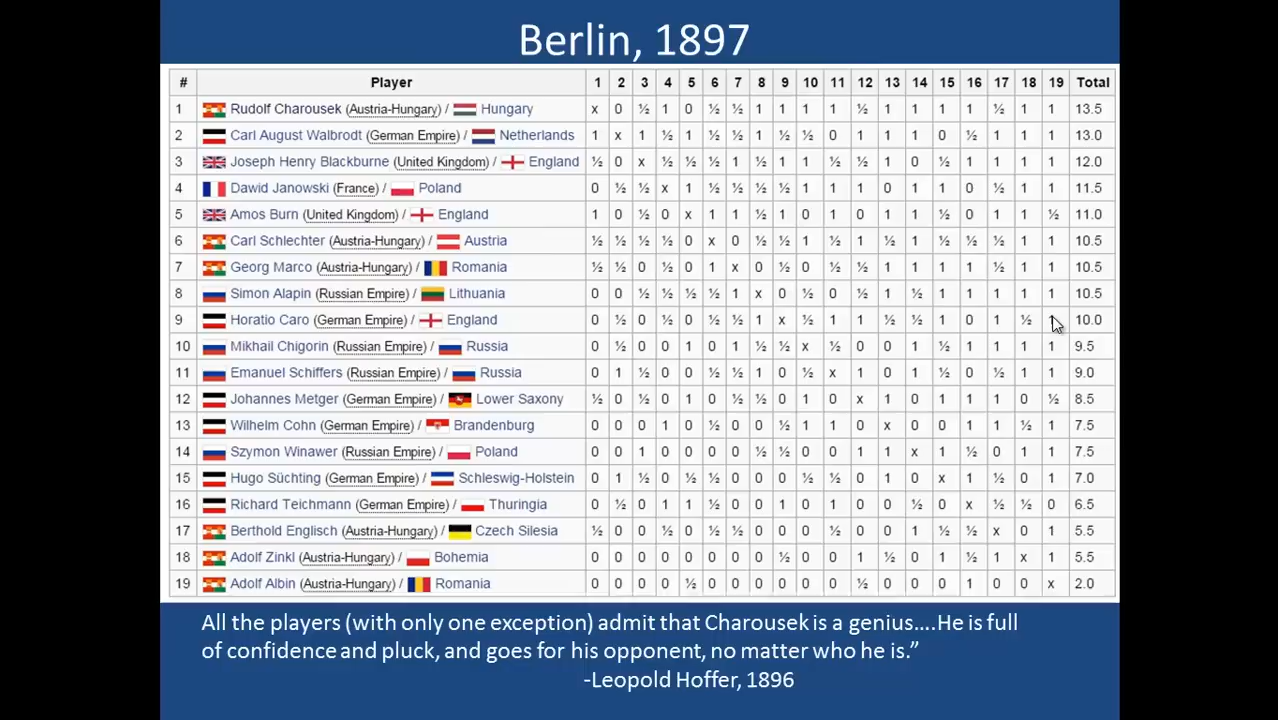 Berlin, 1897
# Player 1 2 3 4 5 6 7 8 9 10 11 12 13 14 15 16 17 18 19 Total
1 Rudolf Charousek (Austria-Hungary) / Hungary x 0 ½ 1 0 ½ ½ 1 1 1 1 ½ 1 1 1 1 ½ 1 1 13.5
2 Carl August Walbrodt (German Empire) / Netherlands 1 x 1 ½ 1 ½ ½ 1 ½ ½ 0 1 1 1 0 ½ 1 1 1 13.0
3 Joseph Henry Blackburne (United Kingdom) / England ½ 0 x ½ ½ ½ 1 ½ 1 1 ½ ½ 1 0 ½ 1 1 1 1 12.0
4 Dawid Janowski (France) / Poland 0 ½ ½ x 1 ½ ½ ½ ½ 1 1 1 0 1 1 0 ½ 1 1 11.5
5 Amos Burn (United Kingdom) / England 1 0 ½ 0 x 1 1 ½ 1 0 1 0 1 1 ½ 0 1 1 ½ 11.0
6 Carl Schlechter (Austria-Hungary) / Austria ½ ½ ½ ½ 0 x 0 ½ ½ 1 ½ 1 ½ 1 ½ ½ ½ 1 1 10.5
7 Georg Marco (Austria-Hungary) / Romania ½ ½ 0 ½ 0 1 x 0 ½ 0 ½ ½ 1 1 1 1 ½ 1 1 10.5
8 Simon Alapin (Russian Empire) / Lithuania 0 0 ½ ½ ½ ½ 1 x 0 ½ 0 ½ 1 ½ 1 1 1 1 1 10.5
9 Horatio Caro (German Empire) / England 0 ½ 0 ½ 0 ½ ½ 1 x ½ 1 1 ½ ½ 1 0 1 ½ 1 10.0
10 Mikhail Chigorin (Russian Empire) / Russia 0 ½ 0 0 1 0 1 ½ ½ x ½ 0 0 1 ½ 1 1 1 1 9.5
11 Emanuel Schiffers (Russian Empire) / Russia 0 1 ½ 0 0 ½ ½ 1 0 ½ x 1 0 1 ½ 0 ½ 1 1 9.0
12 Johannes Metger (German Empire) / Lower Saxony ½ 0 ½ 0 1 0 ½ ½ 0 1 0 x 1 0 1 1 1 0 ½ 8.5
13 Wilhelm Cohn (German Empire) / Brandenburg 0 0 0 1 0 ½ 0 0 ½ 1 1 0 x 0 0 1 1 ½ 1 7.5
14 Szymon Winawer (Russian Empire) / Poland 0 0 1 0 0 0 0 ½ ½ 0 0 1 1 x 1 ½ 0 1 1 7.5
15 Hugo Süchting (German Empire) / Schleswig-Holstein 0 1 ½ 0 ½ ½ 0 0 0 ½ ½ 0 1 0 x 1 ½ 0 1 7.0
16 Richard Teichmann (German Empire) / Thuringia 0 ½ 0 1 1 ½ 0 0 1 0 1 0 0 ½ 0 x ½ ½ 0 6.5
17 Berthold Englisch (Austria-Hungary) / Czech Silesia ½ 0 0 ½ 0 ½ ½ 0 0 0 ½ 0 0 1 ½ ½ x 0 1 5.5
18 Adolf Zinkl (Austria-Hungary) / Bohemia 0 0 0 0 0 0 0 0 ½ 0 0 1 ½ 0 1 ½ 1 x 1 5.5
19 Adolf Albin (Austria-Hungary) / Romania 0 0 0 0 ½ 0 0 0 0 0 0 ½ 0 0 0 1 0 0 x 2.0
All the players (with only one exception) admit that Charousek is a genius....He is full
of confidence and pluck, and goes for his opponent, no matter who he is.”
-Leopold Hoffer, 1896